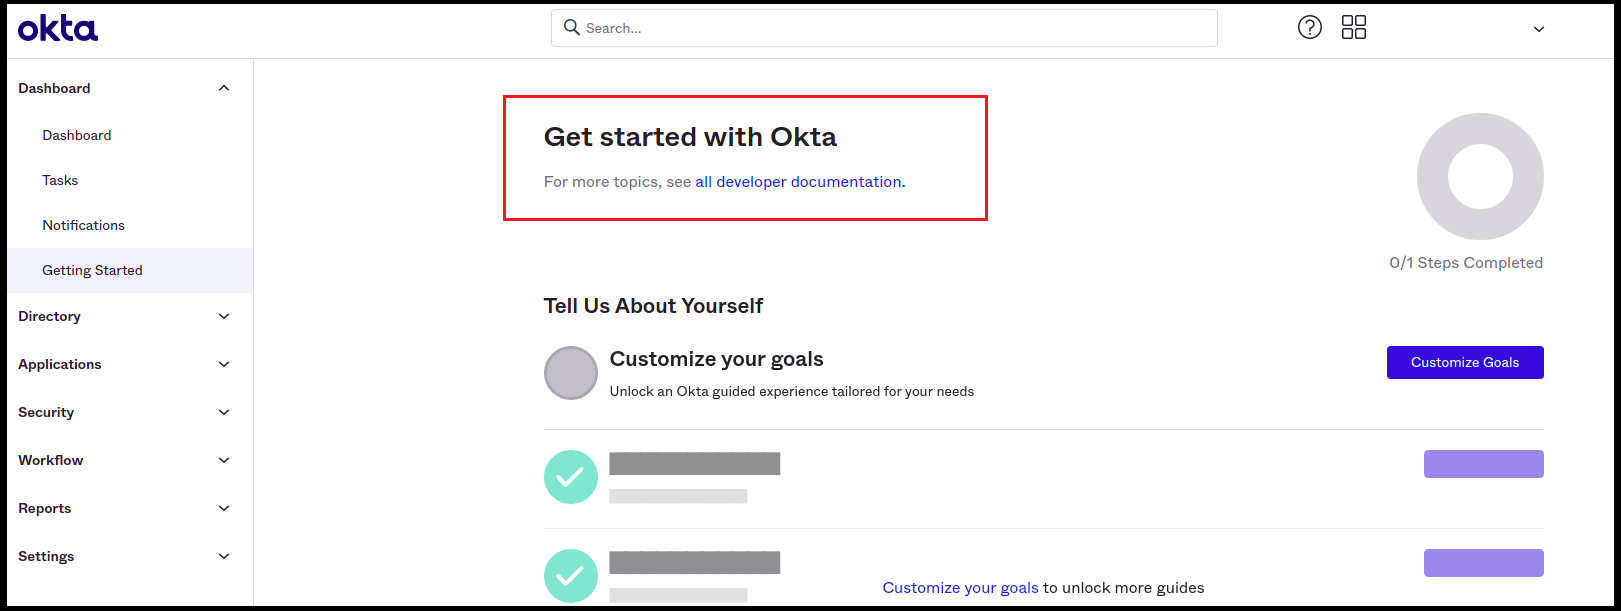 okta
Search...
Dashboard
Dashboard
Tasks
Notifications
Getting Started
Directory
Applications
Security
Workflow
Reports
Settings
Get started with Okta
For more topics, see all developer documentation.
0/1 Steps Completed
Tell Us About Yourself
Customize your goals
Unlock an Okta guided experience tailored for your needs
Customize Goals
Customize your goals to unlock more guides